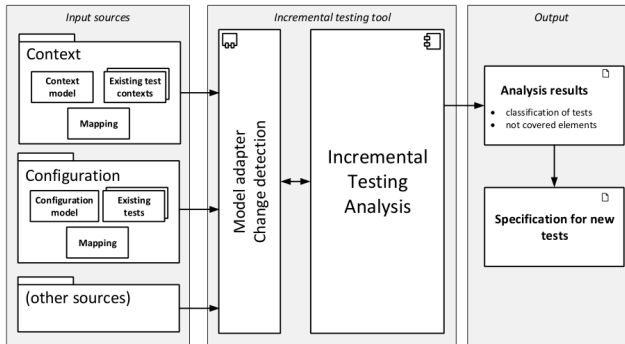 Input sources
Context
Context
model
Existing test
contexts
Mapping
Configuration
Configuration
model
Existing
tests
Mapping
(other sources)
Incremental testing tool
Model adapter
Change detection
Incremental
Testing
Analysis
Output
Analysis results
• classification of tests
• not covered elements
Specification for new
tests